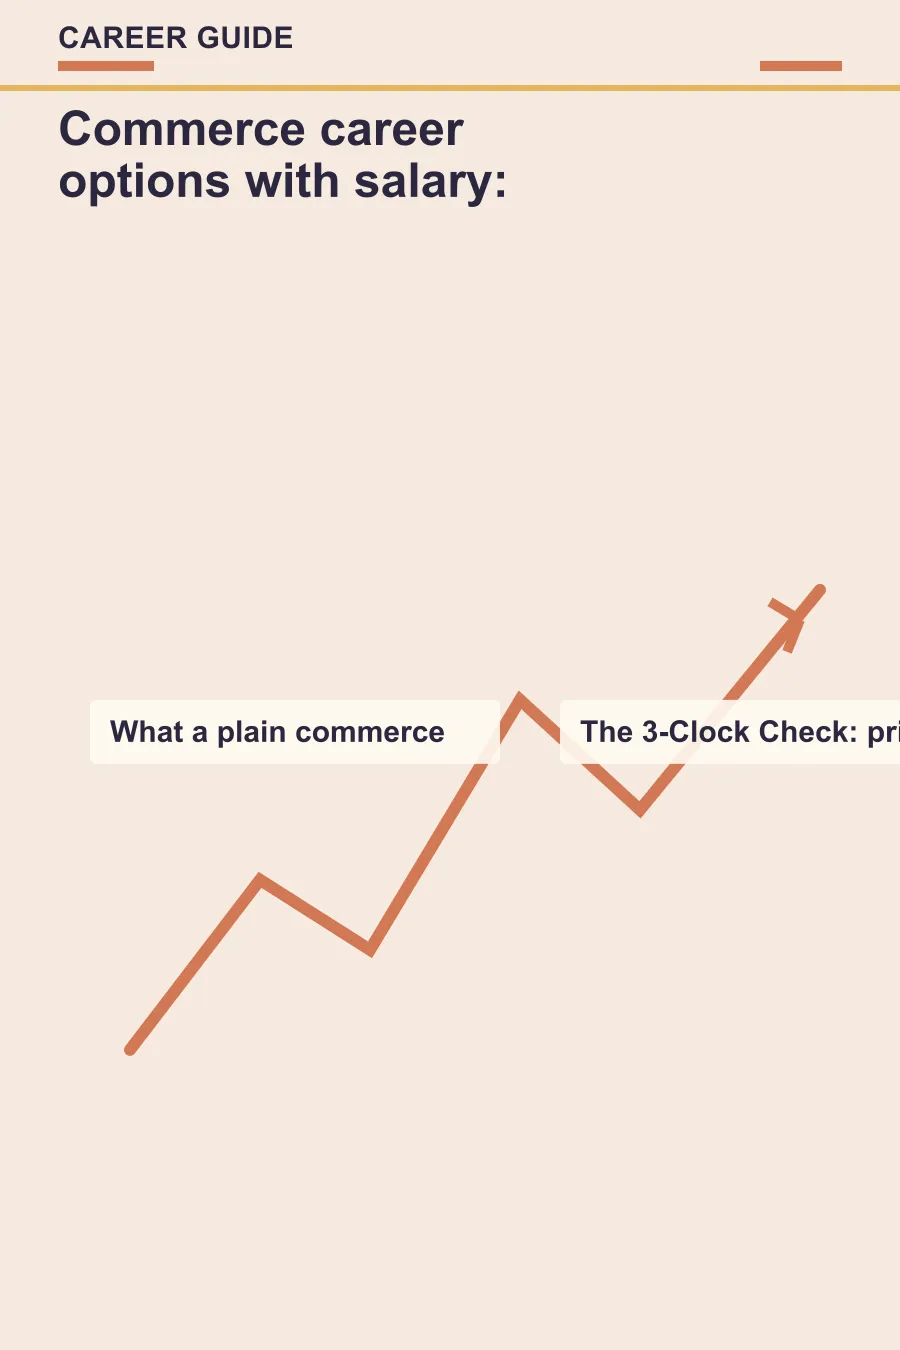 CAREER GUIDE
Commerce career
options with salary:
What a plain commerce
The 3-Clock Check: